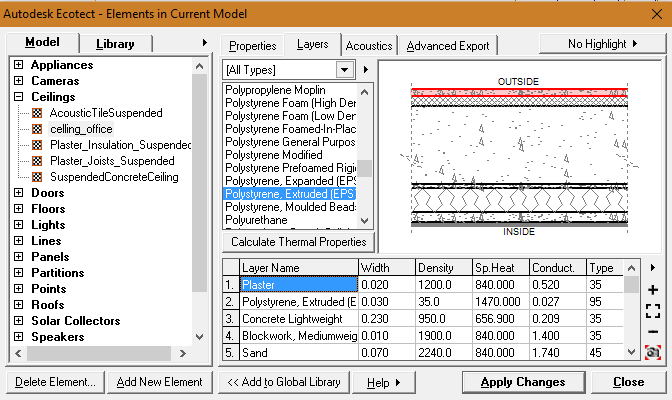 Autodesk Ecotect - Elements in Current Model
Model
Library
Appliances
Cameras
Ceilings
AcousticTileSuspended
celling_office
Plaster_Insulation_Suspended
Plaster_Joists_Suspended
SuspendedConcreteCeiling
Doors
Floors
Lights
Lines
Panels
Partitions
Points
Roofs
Solar Collectors
Speakers
Properties
Layers
Acoustics
Advanced Export
No Highlight
[All Types]
Polypropylene Moplin
Polystyrene Foam (High Den
Polystyrene Foam (Low Den
Polystyrene Foamed-In-Plac
Polystyrene General Purpos
Polystyrene Modified
Polystyrene Prefoamed Rigid
Polystyrene, Expanded (EPS
Polystyrene, Extruded (EPS
Polystyrene, Moulded Beads
Polyurethane
Calculate Thermal Properties
OUTSIDE
INSIDE
Layer Name Width Density Sp.Heat Conduct. Type
1. Plaster 0.020 1200.0 840.000 0.520 35
2. Polystyrene, Extruded (E 0.030 35.0 1470.000 0.027 95
3. Concrete Lightweight 0.230 950.0 656.900 0.209 35
4. Blockwork, Mediumweig 0.010 1900.0 840.000 1.400 35
5. Sand 0.070 2240.0 840.000 1.740 45
Delete Element...
Add New Element
<< Add to Global Library
Help
Apply Changes
Close